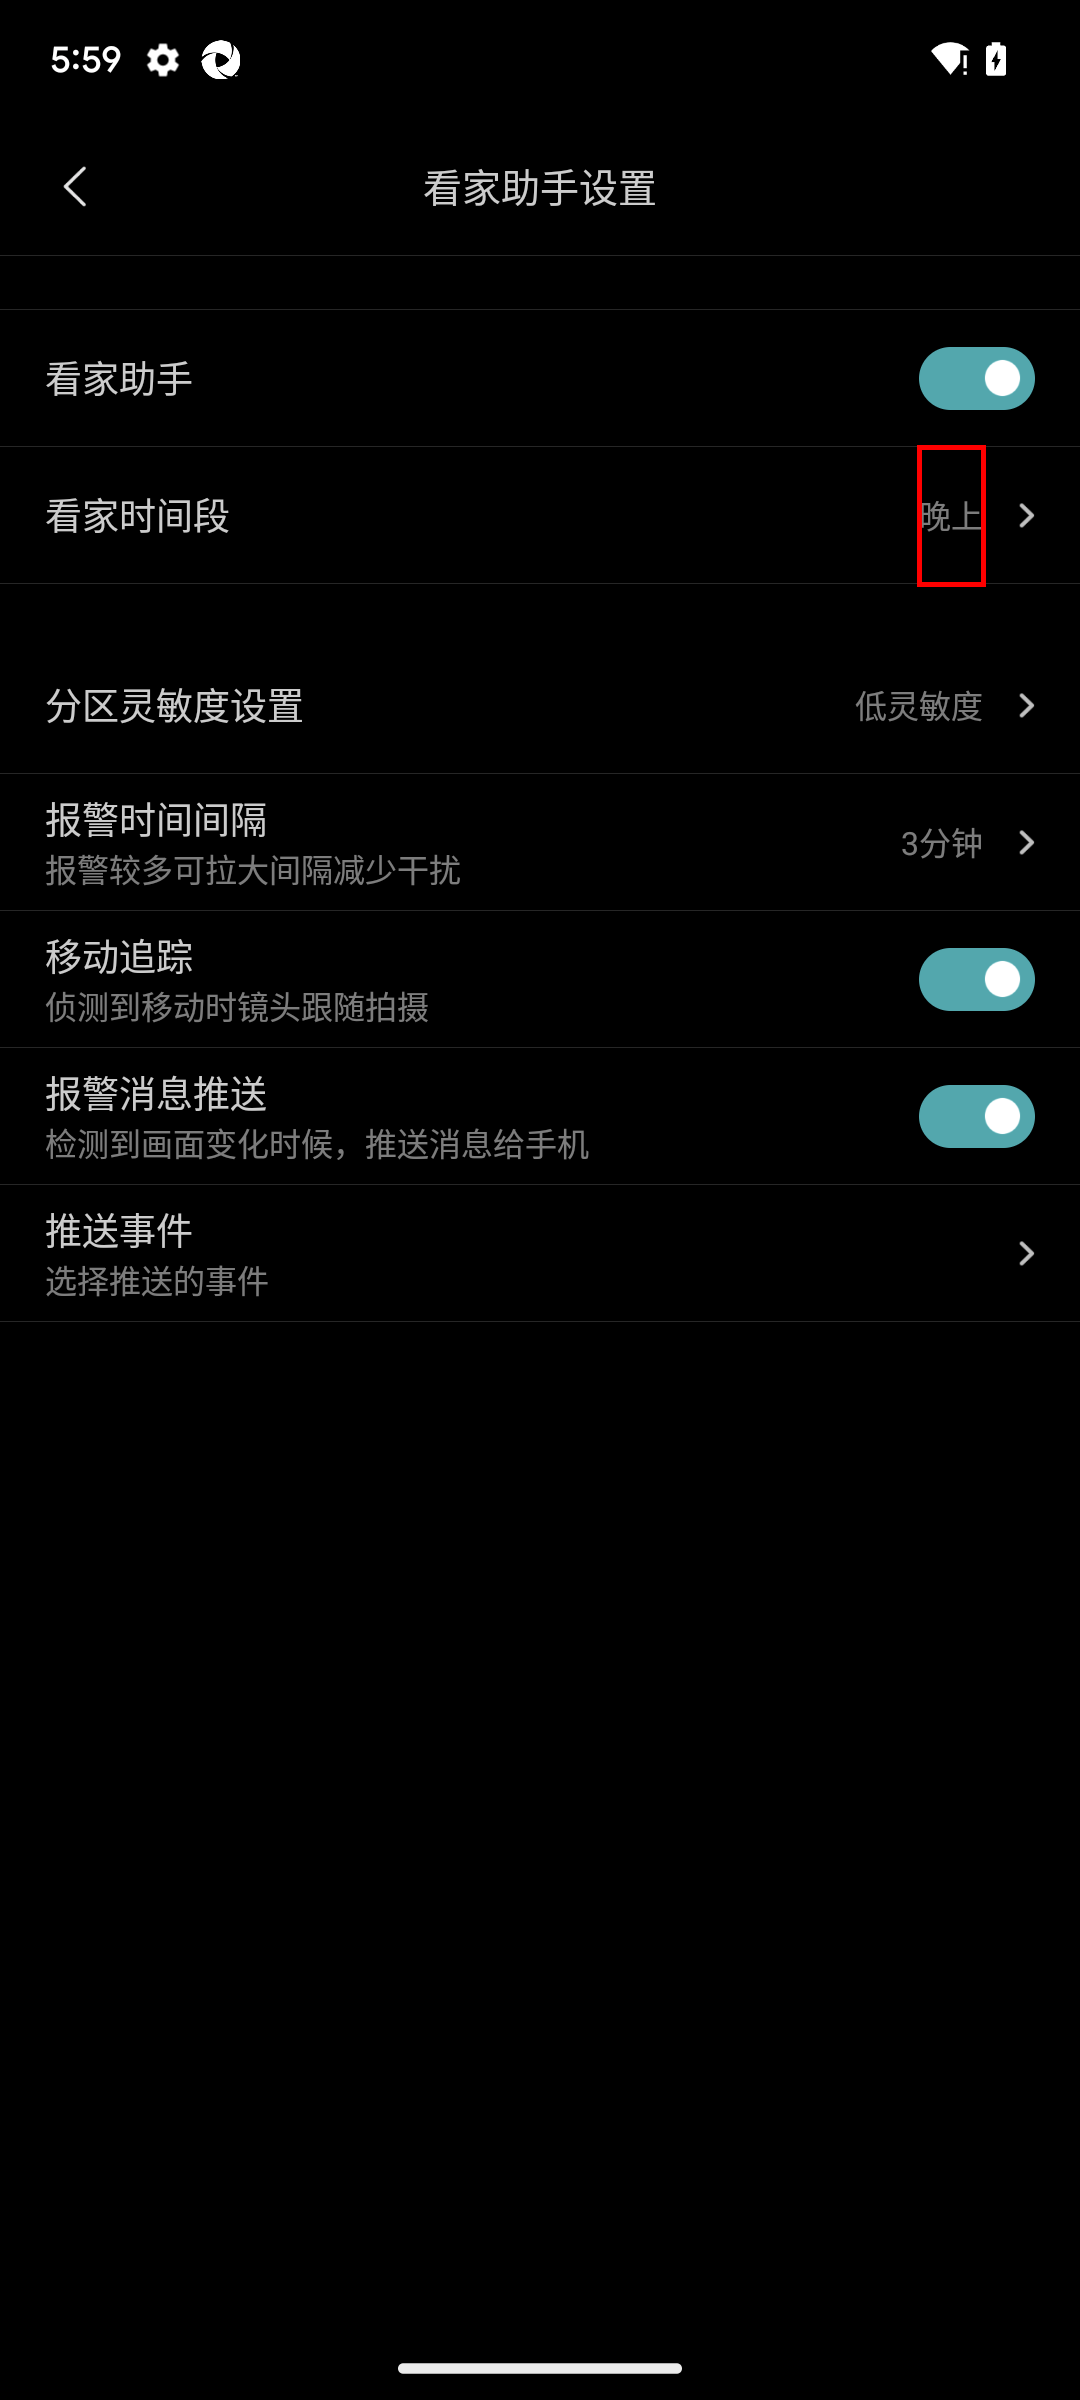 5:59
看家助手设置
看家助手
看家时间段
晚上
分区灵敏度设置
低灵敏度
报警时间间隔
报警较多可拉大间隔减少干扰
3分钟
移动追踪
侦测到移动时镜头跟随拍摄
报警消息推送
检测到画面变化时候，推送消息给手机
推送事件
选择推送的事件